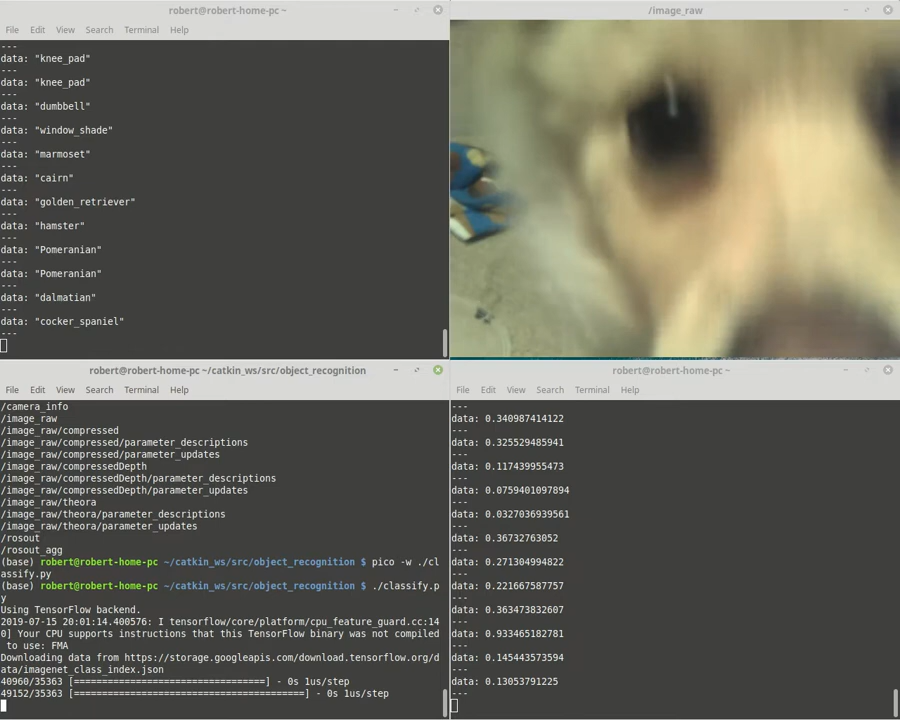 robert@robert-home-pc ~
File Edit View Search Terminal Help
---
data: "knee_pad"
---
data: "knee_pad"
---
data: "dumbbell"
---
data: "window_shade"
---
data: "marmoset"
---
data: "cairn"
---
data: "golden_retriever"
---
data: "hamster"
---
data: "Pomeranian"
---
data: "Pomeranian"
---
data: "dalmatian"
---
data: "cocker_spaniel"
---
/image_raw
robert@robert-home-pc ~/catkin_ws/src/object_recognition
File Edit View Search Terminal Help
/camera_info
/image_raw
/image_raw/compressed
/image_raw/compressed/parameter_descriptions
/image_raw/compressed/parameter_updates
/image_raw/compressedDepth
/image_raw/compressedDepth/parameter_descriptions
/image_raw/compressedDepth/parameter_updates
/image_raw/theora
/image_raw/theora/parameter_descriptions
/image_raw/theora/parameter_updates
/rosout
/rosout_agg
(base) robert@robert-home-pc ~/catkin_ws/src/object_recognition $ pico -w ./cl
assify.py
(base) robert@robert-home-pc ~/catkin_ws/src/object_recognition $ ./classify.p
y
Using TensorFlow backend.
2019-07-15 20:01:14.400576: I tensorflow/core/platform/cpu_feature_guard.cc:14
0] Your CPU supports instructions that this TensorFlow binary was not compiled
 to use: FMA
Downloading data from https://storage.googleapis.com/download.tensorflow.org/d
ata/imagenet_class_index.json
40960/35363 [==================================] - 0s 1us/step
49152/35363 [=========================================] - 0s 1us/step
robert@robert-home-pc ~
File Edit View Search Terminal Help
---
data: 0.340987414122
---
data: 0.325529485941
---
data: 0.117439955473
---
data: 0.0759401097894
---
data: 0.0327036939561
---
data: 0.36732763052
---
data: 0.271304994822
---
data: 0.221667587757
---
data: 0.363473832607
---
data: 0.933465182781
---
data: 0.145443573594
---
data: 0.13053791225
---